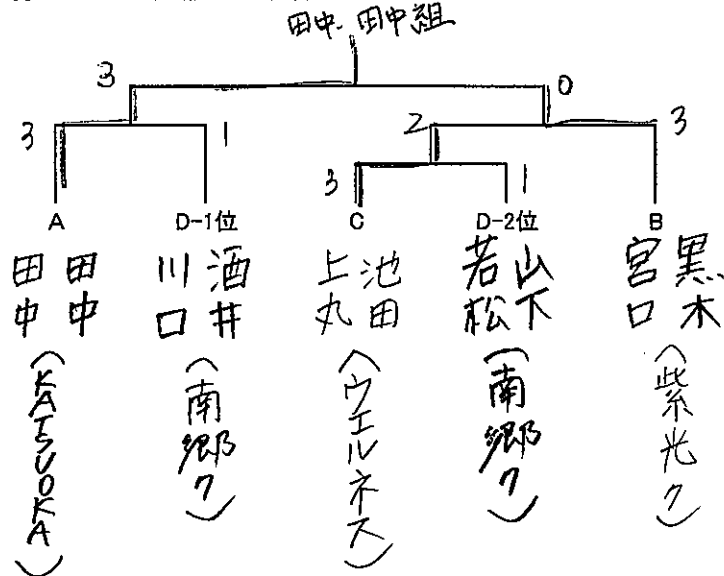 田中・田中組
3 0
3 1 2 3
3 1
A D-1位 C D-2位 B
田中 田中 川口 酒井 上丸 池田 若松 山下 宮口 黒木
(KATSUOKA) (南郷ク) (ウエルネス) (南郷ク) (紫光ク)